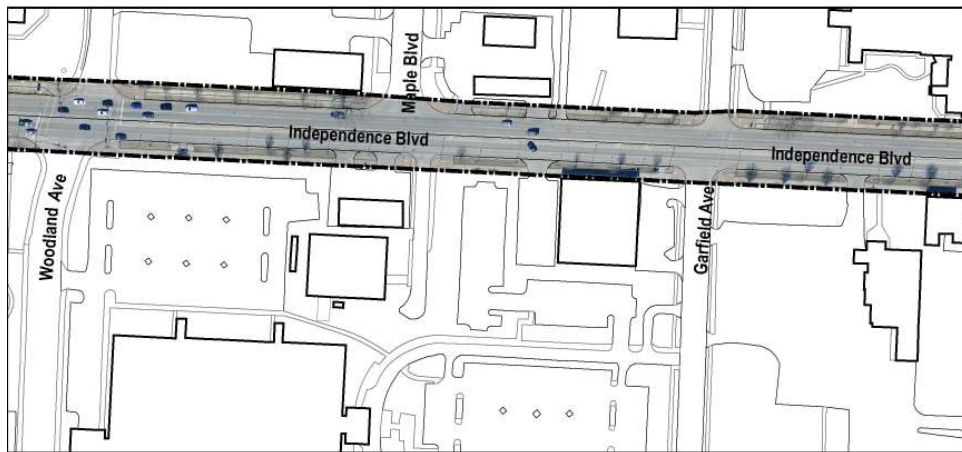 Maple Blvd
Independence Blvd
Independence Blvd
Woodland Ave
Garfield Ave